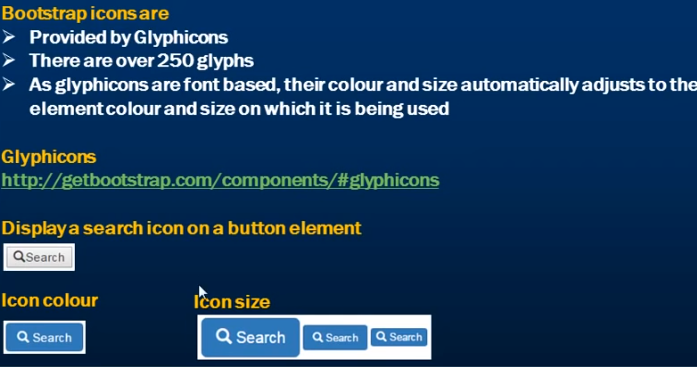 Bootstrap icons are
➢ Provided by Glyphicons
➢ There are over 250 glyphs
➢ As glyphicons are font based, their colour and size automatically adjusts to the
element colour and size on which it is being used
Glyphicons
http://getbootstrap.com/components/#glyphicons
Display a search icon on a button element
Search
Icon colour
Icon size
Search
Search
Search
Search